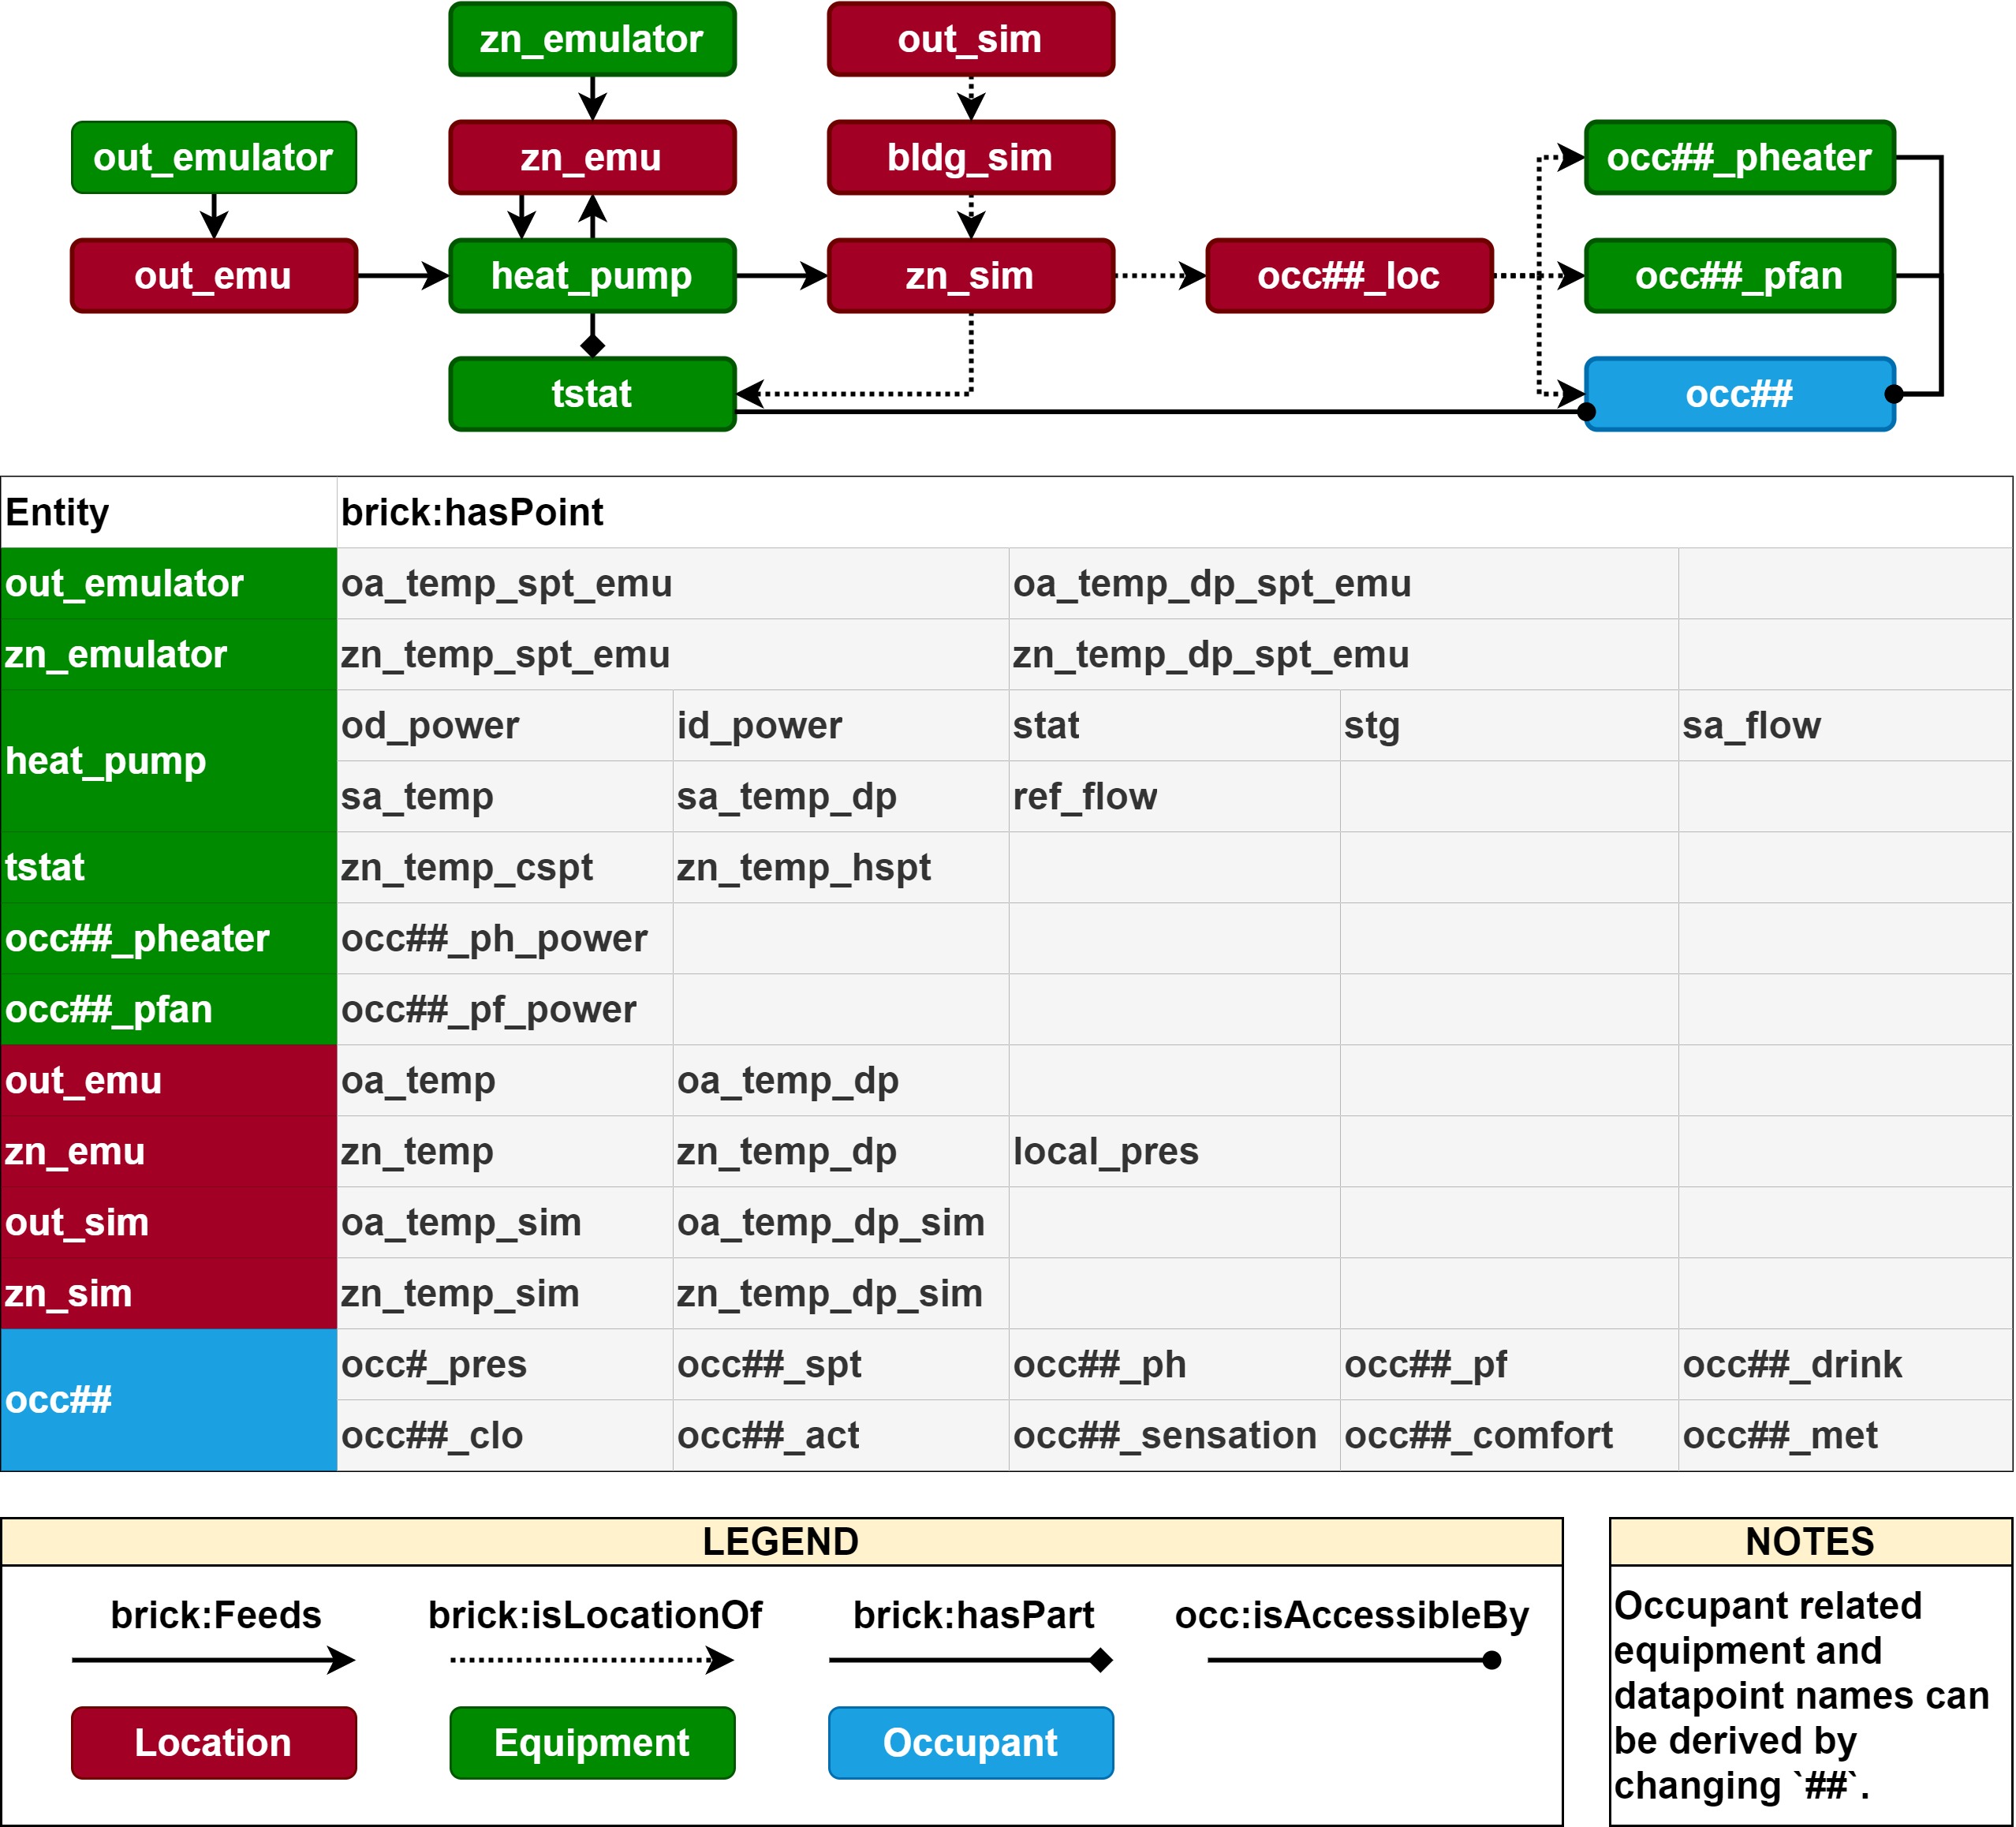 zn_emulator
out_sim
out_emulator
zn_emu
bldg_sim
occ##_pheater
out_emu
heat_pump
zn_sim
occ##_loc
occ##_pfan
tstat
occ##
Entity brick:hasPoint
out_emulator oa_temp_spt_emu oa_temp_dp_spt_emu
zn_emulator zn_temp_spt_emu zn_temp_dp_spt_emu
heat_pump od_power id_power stat stg sa_flow
sa_temp sa_temp_dp ref_flow
tstat zn_temp_cspt zn_temp_hspt
occ##_pheater occ##_ph_power
occ##_pfan occ##_pf_power
out_emu oa_temp oa_temp_dp
zn_emu zn_temp zn_temp_dp local_pres
out_sim oa_temp_sim oa_temp_dp_sim
zn_sim zn_temp_sim zn_temp_dp_sim
occ## occ#_pres occ##_spt occ##_ph occ##_pf occ##_drink
occ##_clo occ##_act occ##_sensation occ##_comfort occ##_met
LEGEND
brick:Feeds brick:isLocationOf brick:hasPart occ:isAccessibleBy
Location Equipment Occupant
NOTES
Occupant related
equipment and
datapoint names can
be derived by
changing `##`.